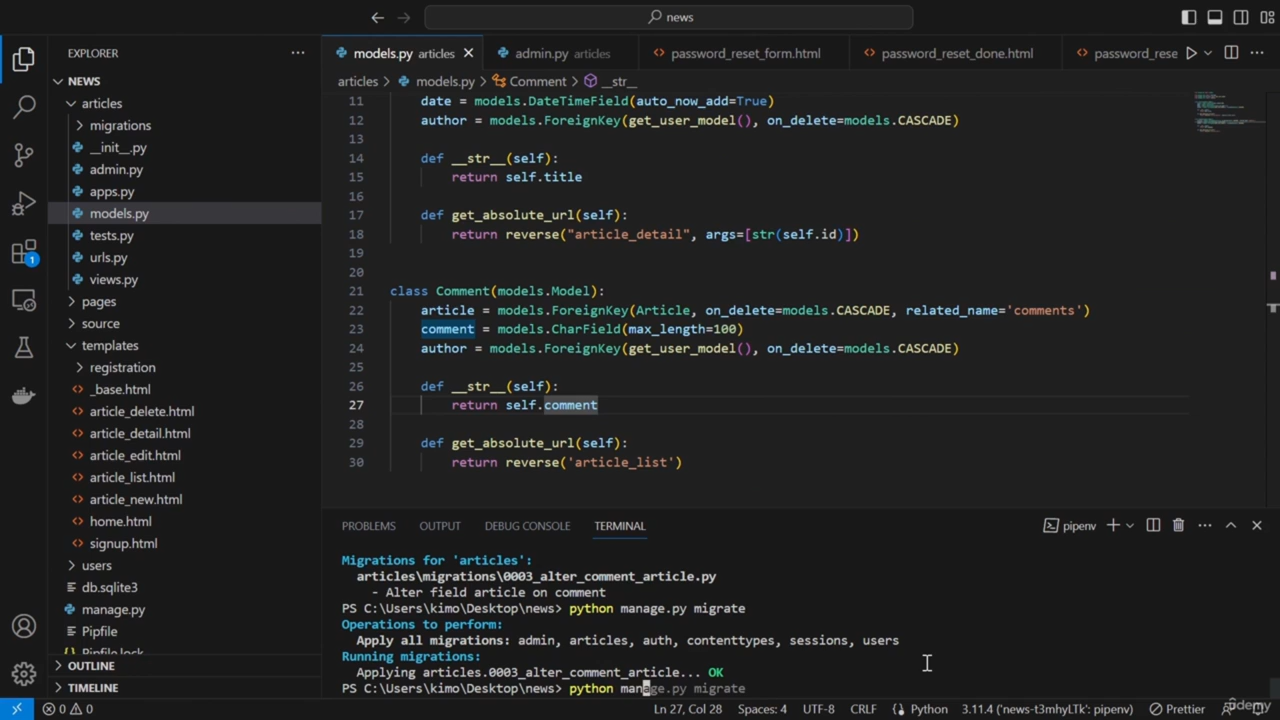 news
EXPLORER
models.py articles
admin.py articles
password_reset_form.html
password_reset_done.html
password_rese
NEWS
articles > models.py > Comment > __str__
articles
migrations
__init__.py
admin.py
apps.py
models.py
tests.py
urls.py
views.py
pages
source
templates
registration
_base.html
article_delete.html
article_detail.html
article_edit.html
article_list.html
article_new.html
home.html
signup.html
users
db.sqlite3
manage.py
Pipfile
Pipfile.lock
OUTLINE
TIMELINE
1
11 date = models.DateTimeField(auto_now_add=True)
12 author = models.ForeignKey(get_user_model(), on_delete=models.CASCADE)
13
14 def __str__(self):
15 return self.title
16
17 def get_absolute_url(self):
18 return reverse("article_detail", args=[str(self.id)])
19
20
21 class Comment(models.Model):
22 article = models.ForeignKey(Article, on_delete=models.CASCADE, related_name='comments')
23 comment = models.CharField(max_length=100)
24 author = models.ForeignKey(get_user_model(), on_delete=models.CASCADE)
25
26 def __str__(self):
27 return self.comment
28
29 def get_absolute_url(self):
30 return reverse('article_list')
PROBLEMS OUTPUT DEBUG CONSOLE TERMINAL
pipenv
Migrations for 'articles':
articles\migrations\0003_alter_comment_article.py
- Alter field article on comment
PS C:\Users\kimo\Desktop\news> python manage.py migrate
Operations to perform:
Apply all migrations: admin, articles, auth, contenttypes, sessions, users
Running migrations:
Applying articles.0003_alter_comment_article... OK
PS C:\Users\kimo\Desktop\news> python manage.py migrate
0 0 Ln 27, Col 28 Spaces: 4 UTF-8 CRLF Python 3.11.4 ('news-t3mhyLTk': pipenv) Prettier
ûdemy